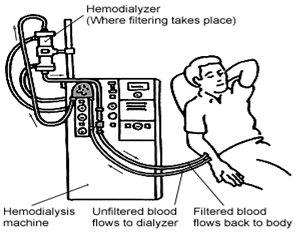 Hemodialyzer
(Where filtering takes place)
Hemodialysis
machine
Unfiltered blood
flows to dialyzer
Filtered blood
flows back to body